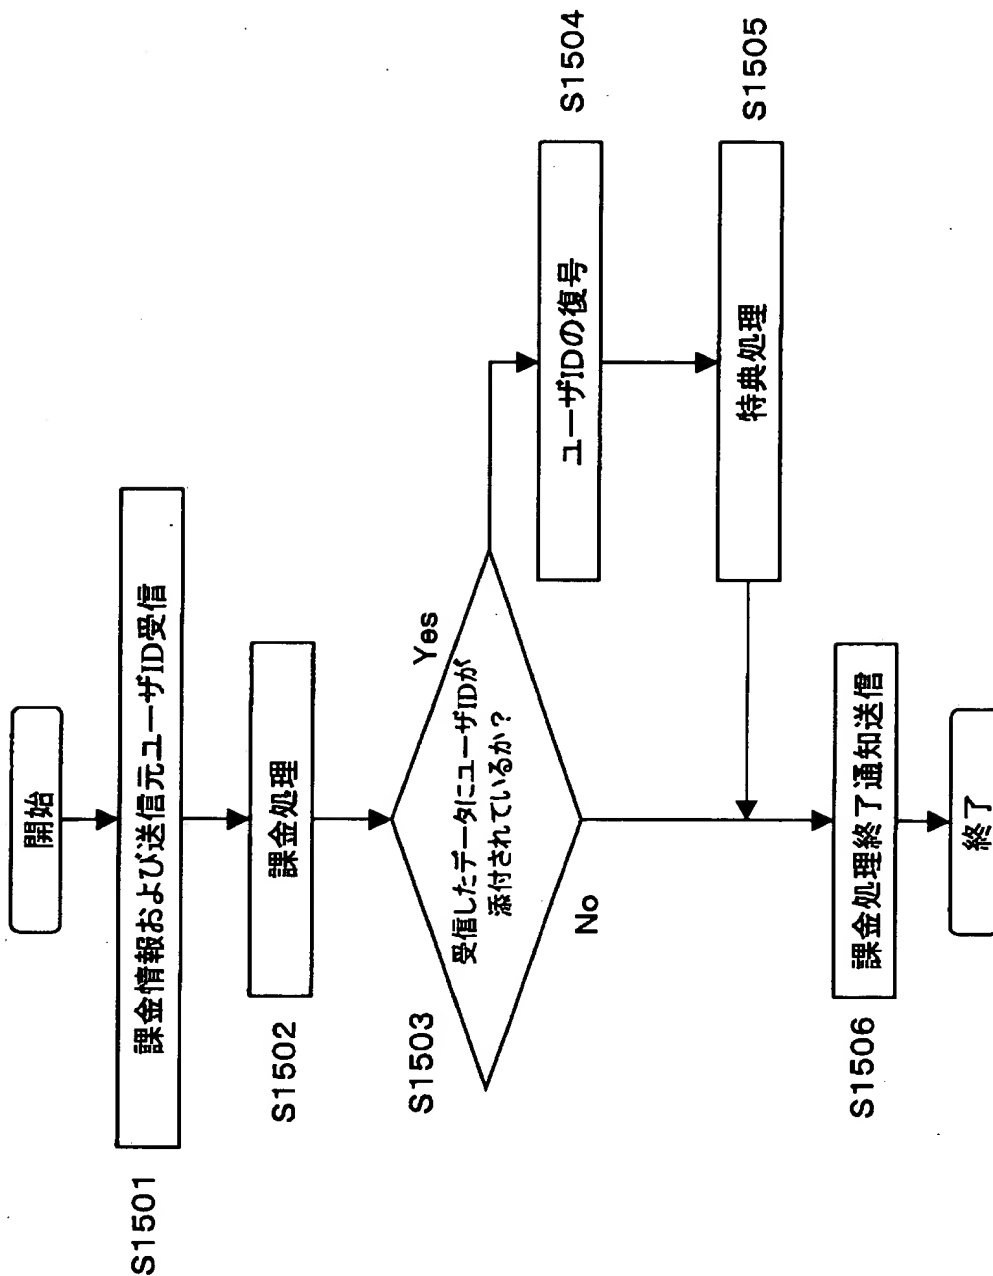 開始
S1501
課金情報および送信元ユーザID受信
S1502
課金処理
S1503
受信したデータにユーザIDが
添付されているか？
Yes
No
S1504
ユーザIDの復号
S1505
特典処理
S1506
課金処理終了通知送信
終了